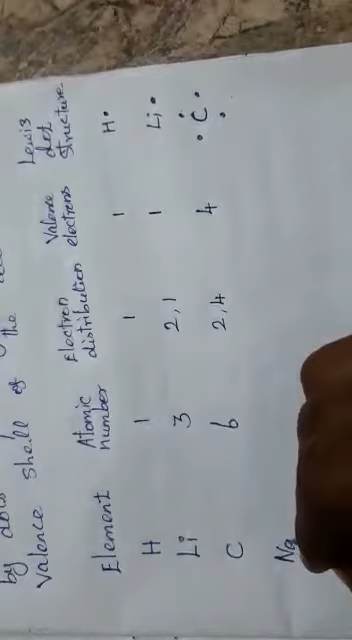 by dots
Valence shell of the
Element Atomic number Electron distribution Valence electrons Lewis dot structure
H 1 1 1 H•
Li 3 2,1 1 Li•
C 6 2,4 4 C
Na